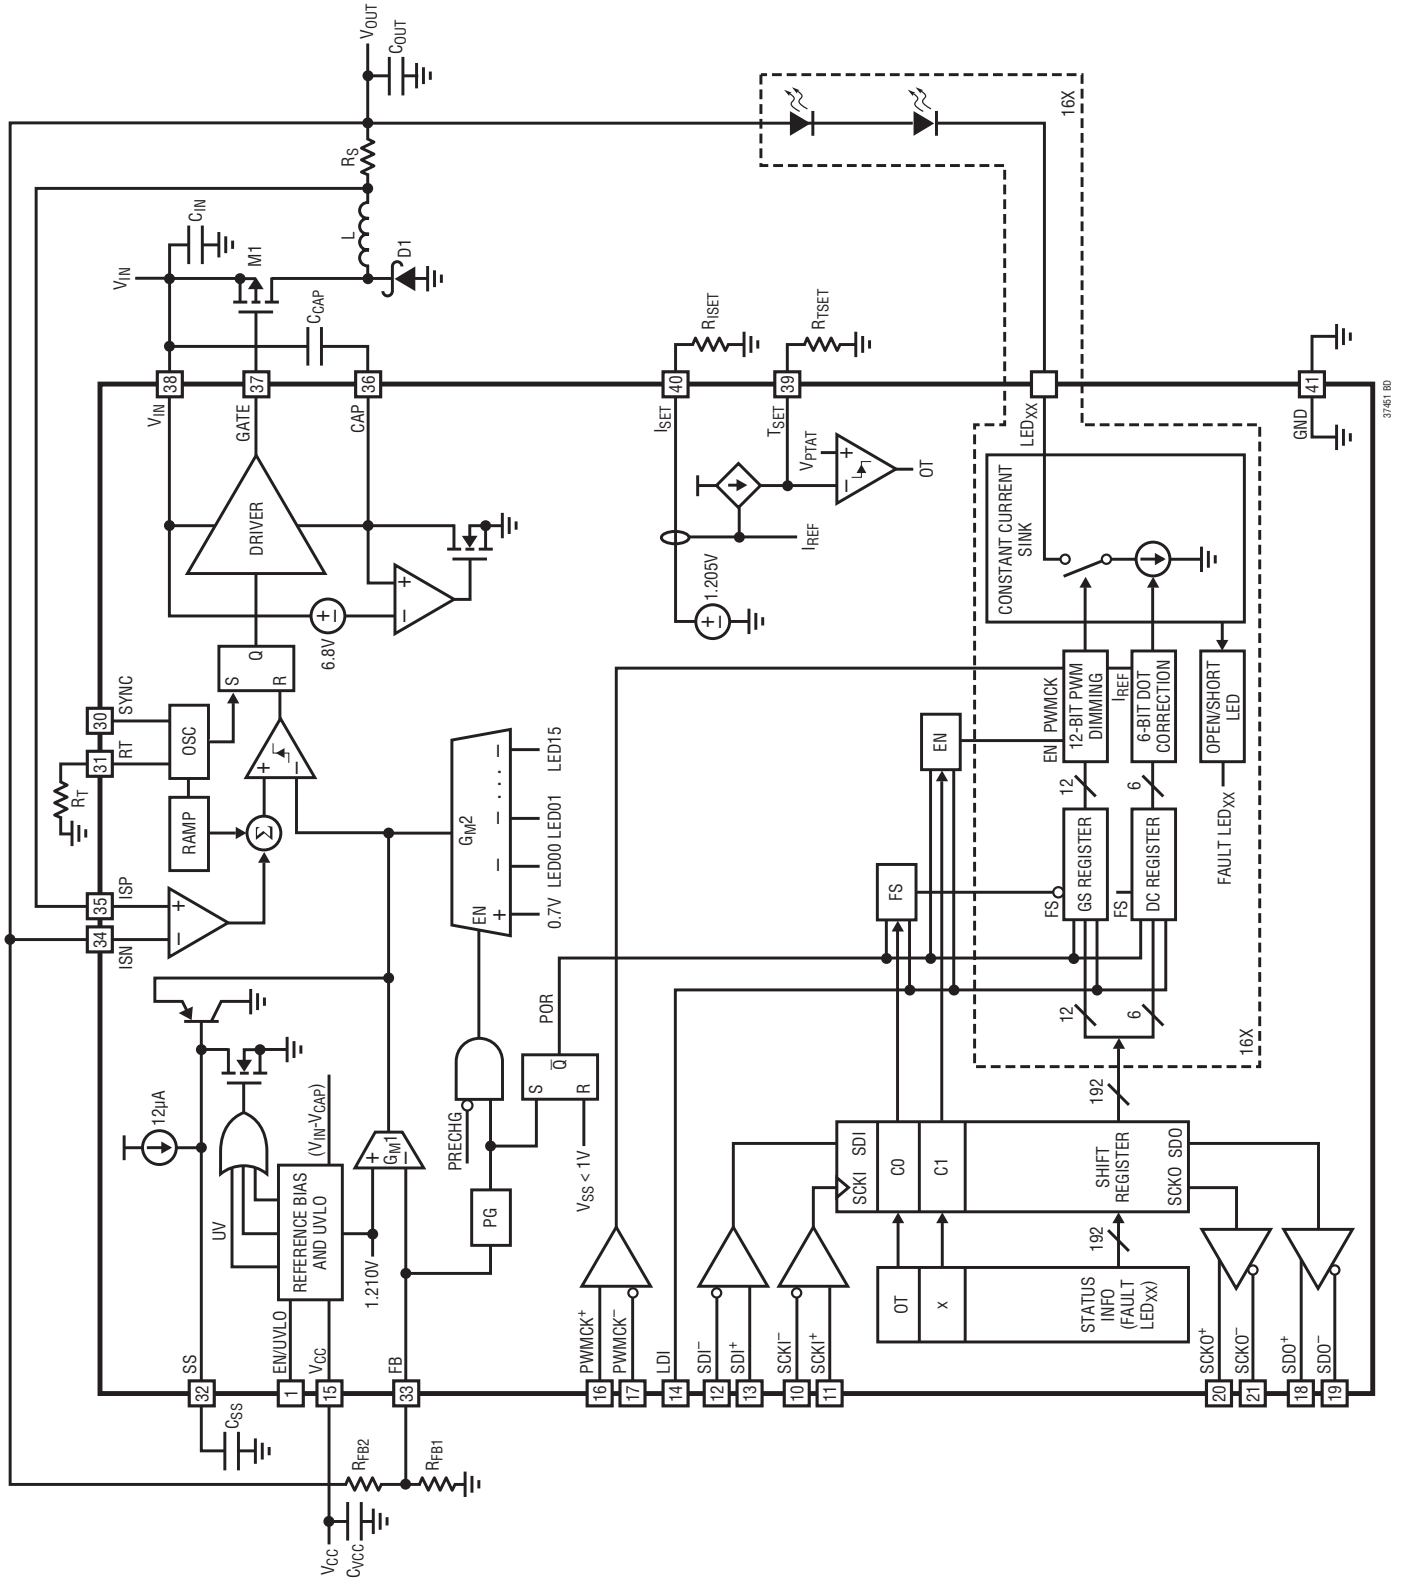 VIN
CIN
M1
CCAP
L
RS
D1
VOUT
COUT
RISET
RTSET
16X
38
37
36
40
39
41
VIN
GATE
CAP
ISET
TSET
LEDXX
GND
37451 BD
DRIVER
6.8V
+
–
+
–
VPTAT
+
–
OT
IREF
1.205V
+
–
CONSTANT CURRENT
SINK
30
SYNC
31
RT
RT
OSC
RAMP
Σ
S
Q
R
+
–
35
ISP
34
ISN
+
–
GM2
EN
+
–
–
–
0.7V
LED00
LED01
LED15
EN
FS
EN
PWMCK
12-BIT PWM
DIMMING
IREF
6-BIT DOT
CORRECTION
OPEN/SHORT
LED
12
6
FAULT LEDXX
FS
GS REGISTER
FS
DC REGISTER
12
6
16X
12µA
UV
(VIN-VCAP)
REFERENCE BIAS
AND UVLO
1.210V
+
–
GM1
PRECHG
PG
POR
S
Q
R
VSS < 1V
192
SDI
SCKI
C0
C1
SHIFT
REGISTER
SCKO
SDO
192
OT
x
STATUS
INFO
(FAULT
LEDXX)
SS
EN/UVLO
VCC
FB
PWMCK+
PWMCK–
LDI
SDI–
SDI+
SCKI–
SCKI+
SCKO+
SCKO–
SDO+
SDO–
32
1
15
33
16
17
14
12
13
10
11
20
21
18
19
CSS
RFB2
RFB1
VCC
CVCC